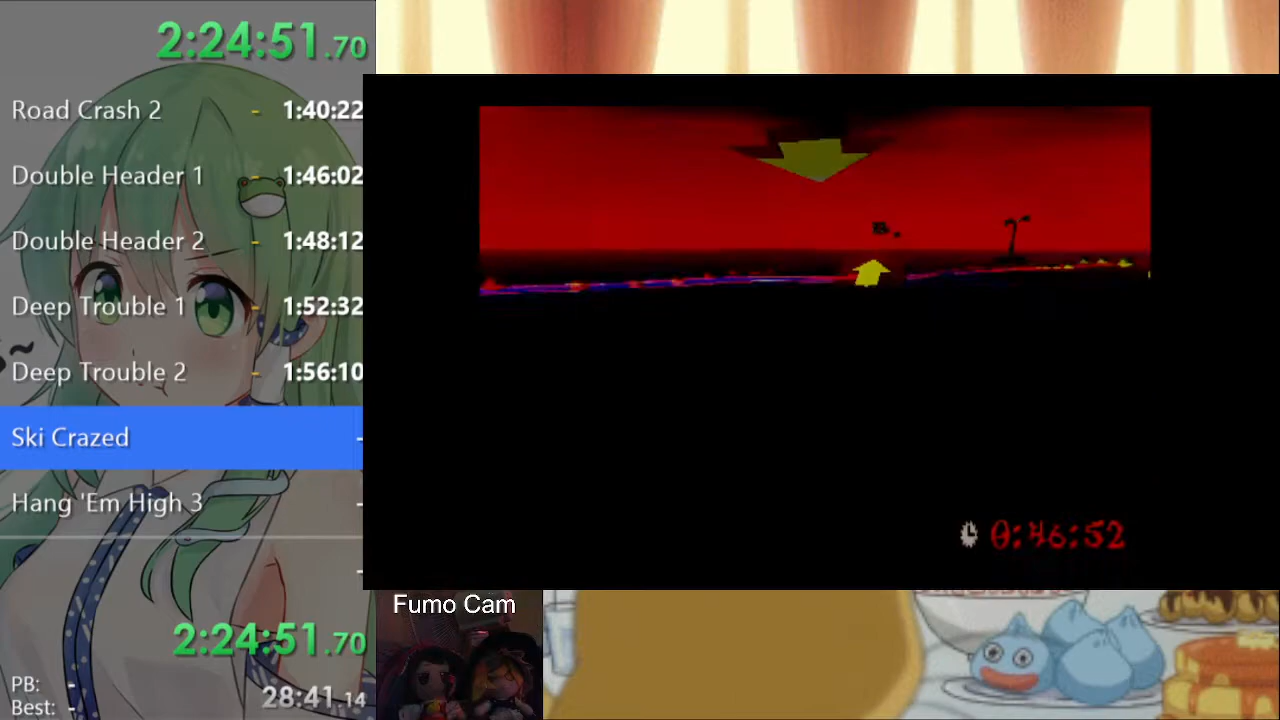 2:24:51.70
Road Crash 2 - 1:40:22
Double Header 1 - 1:46:02
Double Header 2 - 1:48:12
Deep Trouble 1 - 1:52:32
Deep Trouble 2 - 1:56:10
Ski Crazed -
Hang 'Em High 3 -
-
2:24:51.70
PB: -
Best: -
28:41.14
0:46:52
Fumo Cam